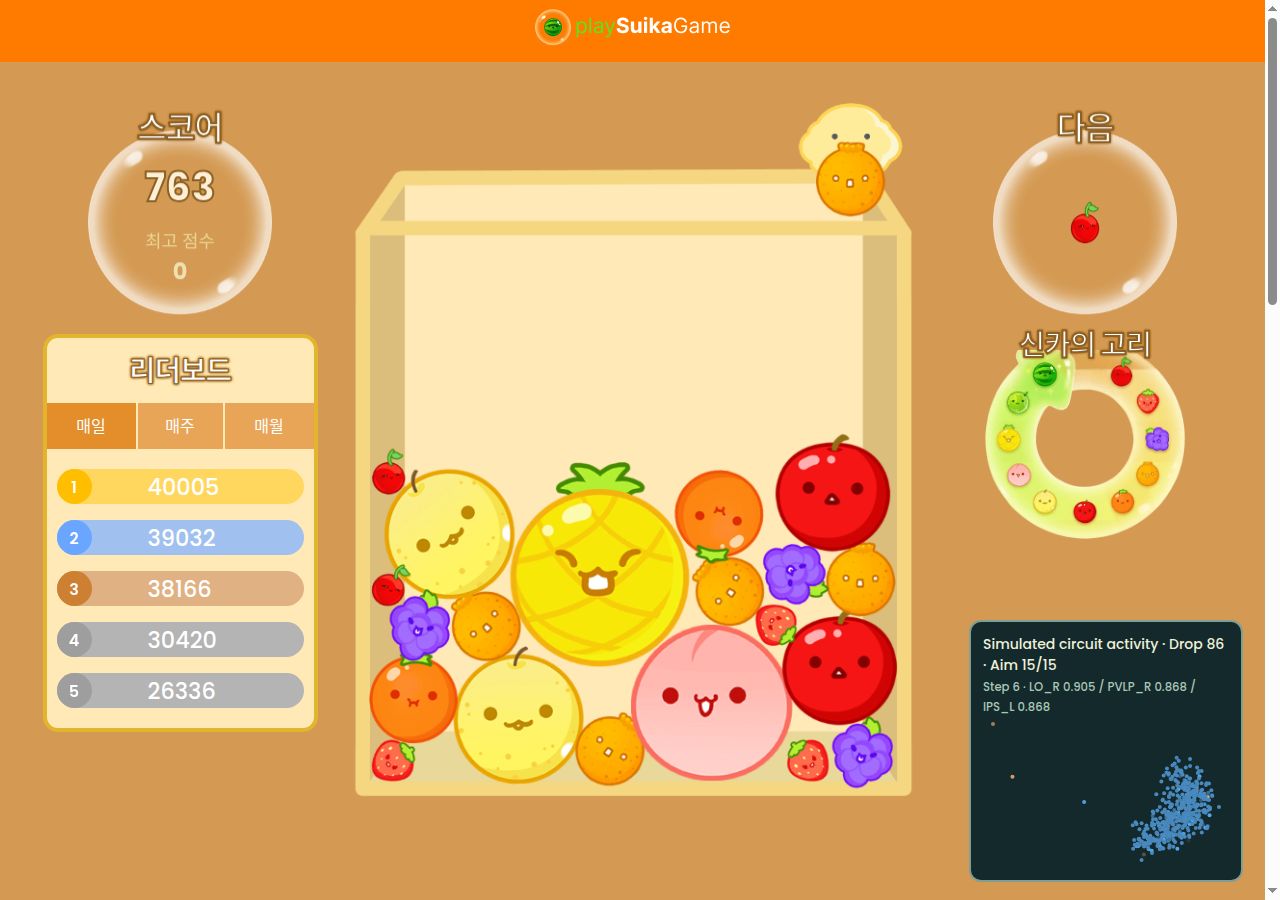 playSuikaGame
스코어
763
최고 점수
0
다음
신카의 고리
리더보드
매일 매주 매월
1 40005
2 39032
3 38166
4 30420
5 26336
Simulated circuit activity · Drop 86
· Aim 15/15
Step 6 · LO_R 0.905 / PVLP_R 0.868 /
IPS_L 0.868